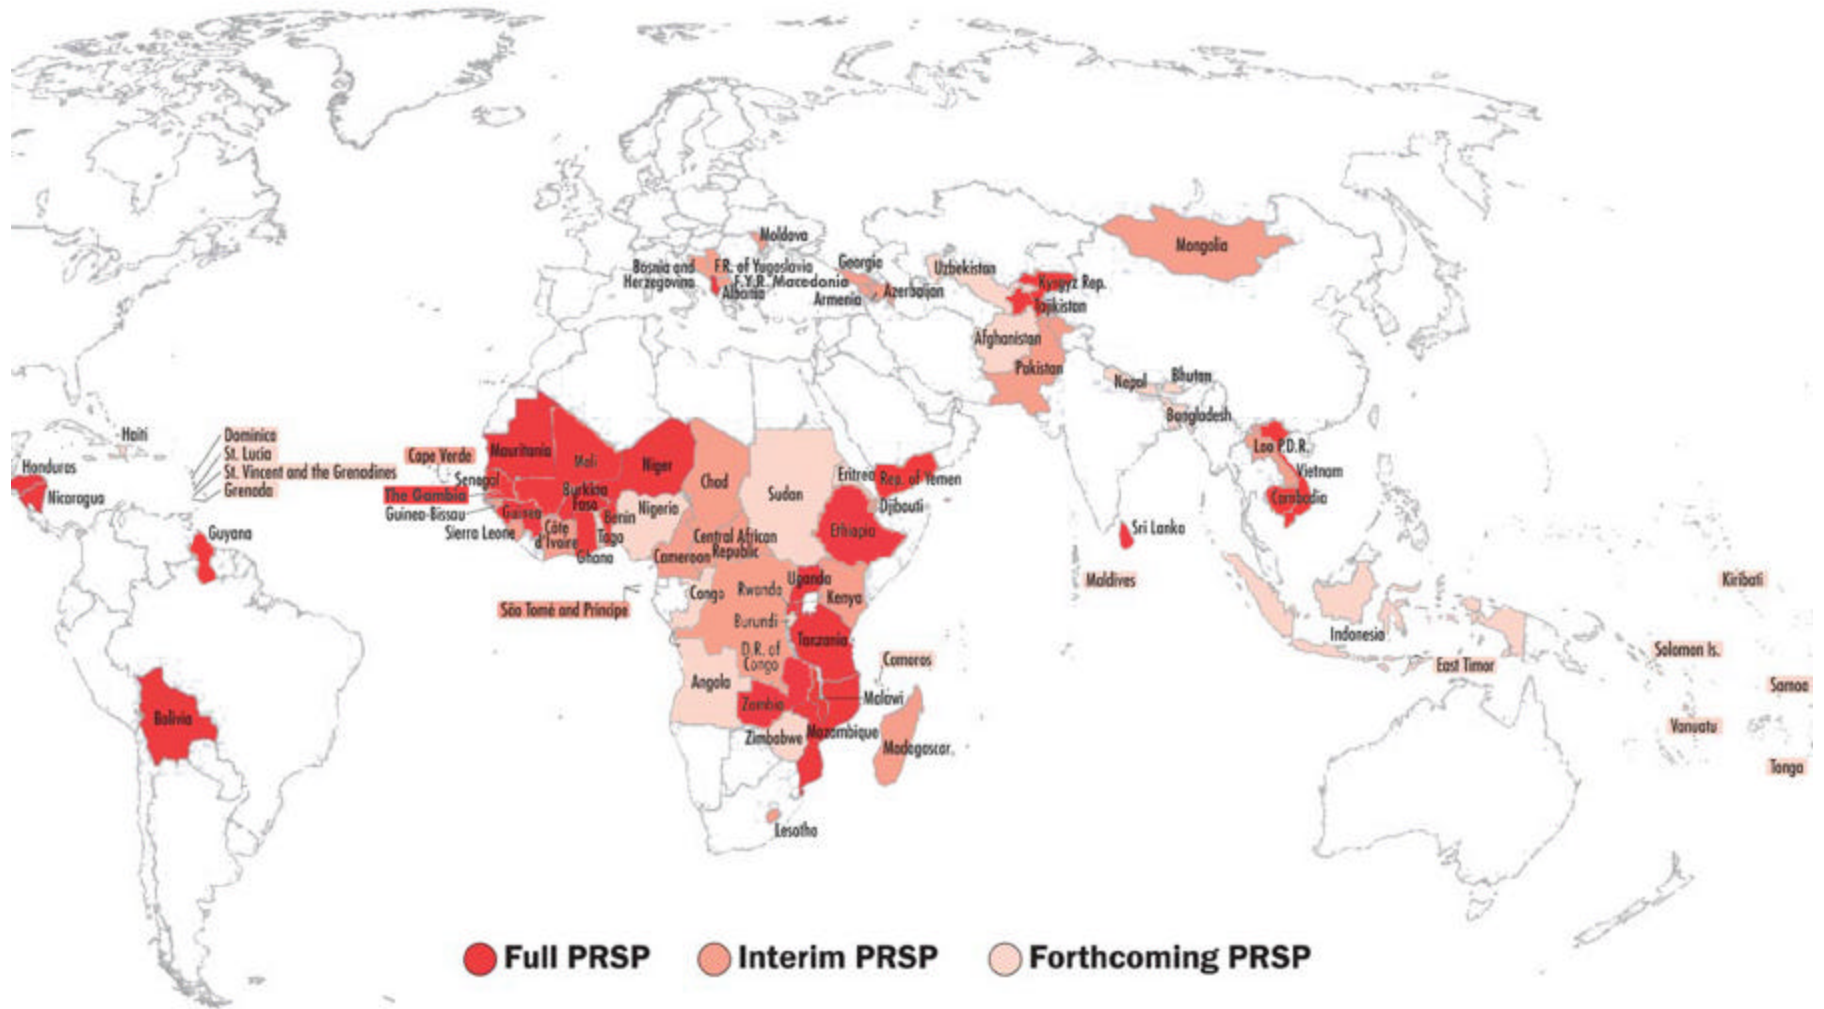 Moldova
Bosnia and
Herzegovina
F.R. of Yugoslavia
F.Y.R. Macedonia
Albania
Georgia
Armenia
Azerbaijan
Uzbekistan
Kyrgyz Rep.
Tajikistan
Mongolia
Afghanistan
Pakistan
Nepal
Bhutan
Bangladesh
Lao P.D.R.
Vietnam
Cambodia
Sri Lanka
Maldives
Indonesia
East Timor
Kiribati
Solomon Is.
Samoa
Vanuatu
Tonga
Haiti
Dominica
St. Lucia
St. Vincent and the Grenadines
Grenada
Honduras
Nicaragua
Guyana
Bolivia
Cape Verde
Senegal
The Gambia
Guinea-Bissau
Sierra Leone
Mauritania
Mali
Niger
Burkina
Faso
Guinea
Côte
d'Ivoire
Ghana
Togo
Benin
Nigeria
Chad
Sudan
Eritrea
Rep. of Yemen
Djibouti
Ethiopia
Central African
Republic
Cameroon
São Tomé and Príncipe
Congo
Rwanda
Uganda
Kenya
Burundi
Tanzania
D.R. of
Congo
Comoros
Angola
Zambia
Malawi
Zimbabwe
Mozambique
Madagascar.
Lesotho
Full PRSP
Interim PRSP
Forthcoming PRSP